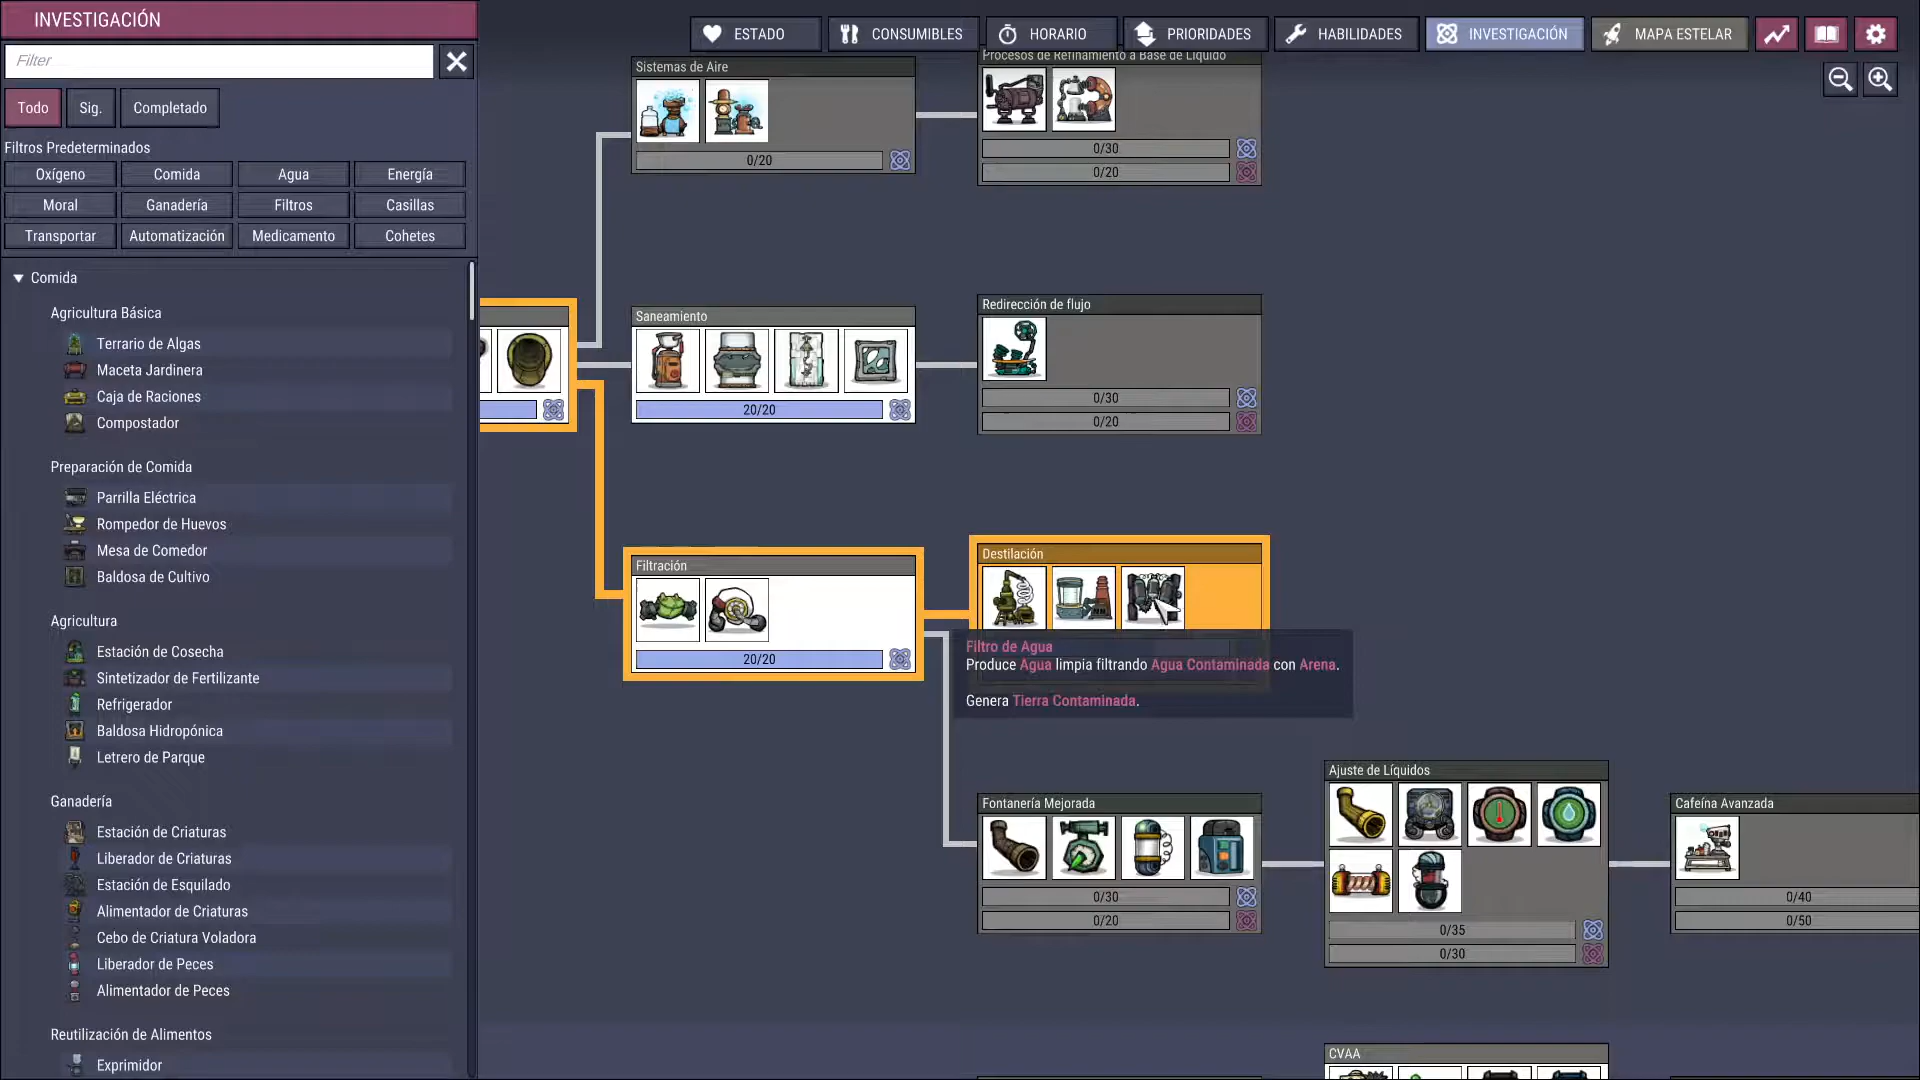 INVESTIGACIÓN
Filter
Todo
Sig.
Completado
Filtros Predeterminados
Oxígeno
Comida
Agua
Energía
Moral
Ganadería
Filtros
Casillas
Transportar
Automatización
Medicamento
Cohetes
Comida
Agricultura Básica
Terrario de Algas
Maceta Jardinera
Caja de Raciones
Compostador
Preparación de Comida
Parrilla Eléctrica
Rompedor de Huevos
Mesa de Comedor
Baldosa de Cultivo
Agricultura
Estación de Cosecha
Sintetizador de Fertilizante
Refrigerador
Baldosa Hidropónica
Letrero de Parque
Ganadería
Estación de Criaturas
Liberador de Criaturas
Estación de Esquilado
Alimentador de Criaturas
Cebo de Criatura Voladora
Liberador de Peces
Alimentador de Peces
Reutilización de Alimentos
Exprimidor
ESTADO
CONSUMIBLES
HORARIO
PRIORIDADES
HABILIDADES
INVESTIGACIÓN
MAPA ESTELAR
Sistemas de Aire
0/20
Procesos de Refinamiento a Base de Líquido
0/30
0/20
Saneamiento
20/20
Redirección de flujo
0/30
0/20
Filtración
20/20
Destilación
Filtro de Agua
Produce Agua limpia filtrando Agua Contaminada con Arena.
Genera Tierra Contaminada.
Fontanería Mejorada
0/30
0/20
Ajuste de Líquidos
0/35
0/30
Cafeína Avanzada
0/40
0/50
CVAA